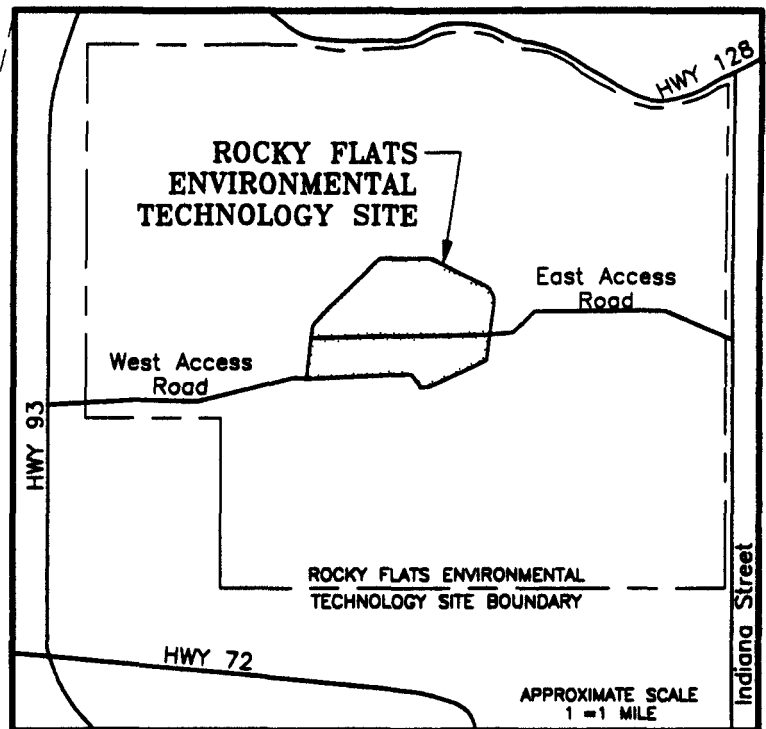 HWY 128
ROCKY FLATS
ENVIRONMENTAL
TECHNOLOGY SITE
East Access
Road
West Access
Road
HWY 93
ROCKY FLATS ENVIRONMENTAL
TECHNOLOGY SITE BOUNDARY
Indiana Street
HWY 72
APPROXIMATE SCALE
1 =1 MILE